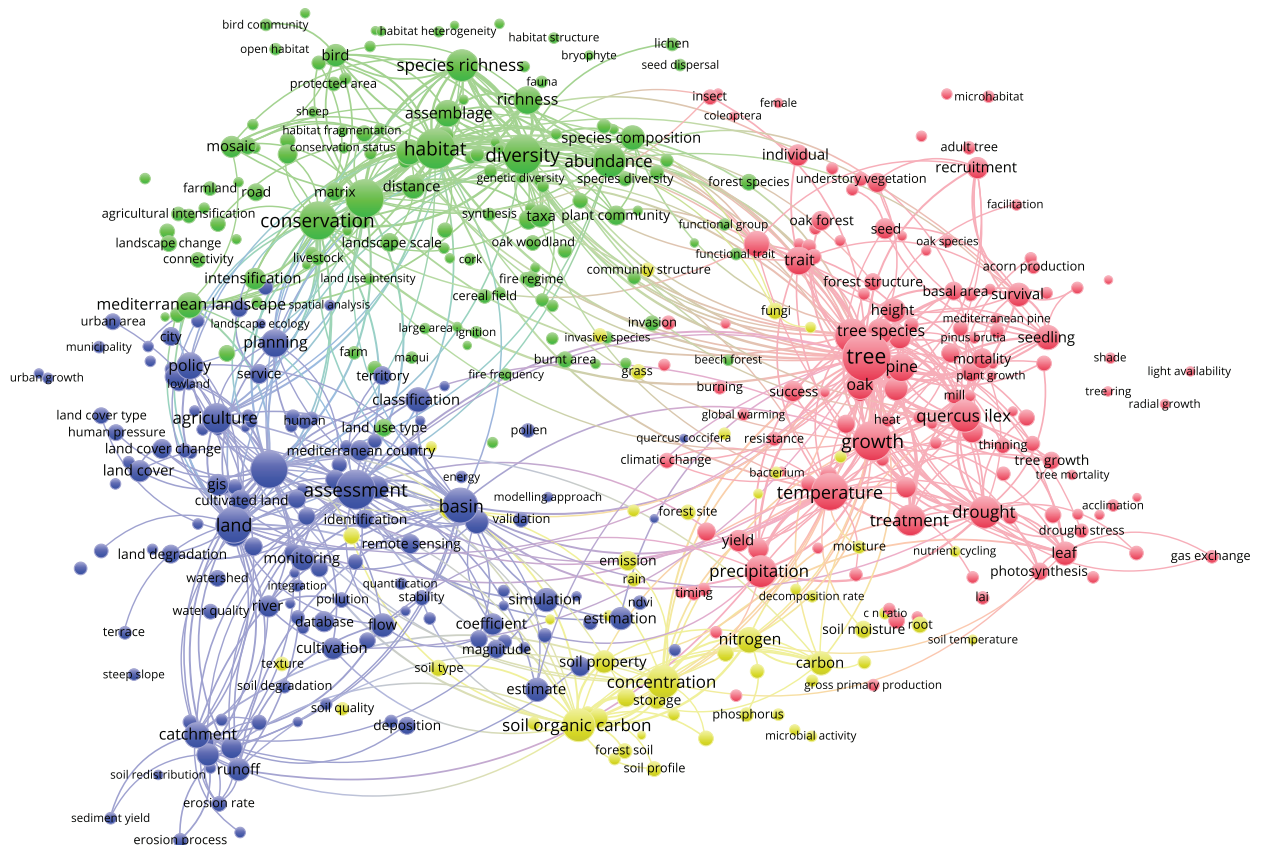 bird community
habitat heterogeneity
habitat structure
lichen
open habitat
bird
bryophyte
species richness
seed dispersal
protected area
fauna
richness
insect
female
microhabitat
sheep
assemblage
coleoptera
habitat fragmentation
species composition
mosaic
conservation status
habitat
diversity
abundance
individual
adult tree
recruitment
genetic diversity
species diversity
forest species
understory vegetation
farmland
road
matrix
distance
facilitation
agricultural intensification
conservation
synthesis
taxa
plant community
functional group
oak forest
seed
landscape change
landscape scale
oak woodland
oak species
connectivity
livestock
cork
functional trait
trait
community structure
acorn production
intensification
land use intensity
fire regime
forest structure
basal area
survival
mediterranean landscape
spatial analysis
cereal field
fungi
height
urban area
landscape ecology
large area
ignition
invasion
tree species
mediterranean pine
city
planning
invasive species
pinus brutia
seedling
municipality
farm
maqui
burnt area
beech forest
tree
mortality
shade
policy
service
territory
fire frequency
grass
pine
plant growth
light availability
urban growth
lowland
burning
success
oak
mill
tree ring
radial growth
classification
land cover type
agriculture
human
land use type
pollen
global warming
heat
quercus ilex
human pressure
quercus coccifera
resistance
growth
thinning
land cover change
mediterranean country
climatic change
tree growth
land cover
energy
bacterium
tree mortality
gis
assessment
modelling approach
temperature
cultivated land
basin
acclimation
land
identification
validation
forest site
treatment
drought
drought stress
remote sensing
yield
moisture
nutrient cycling
land degradation
monitoring
emission
precipitation
leaf
gas exchange
watershed
integration
quantification
rain
photosynthesis
water quality
river
pollution
stability
simulation
ndvi
timing
decomposition rate
lai
database
flow
coefficient
estimation
c n ratio
root
terrace
cultivation
magnitude
nitrogen
soil moisture
soil temperature
texture
soil type
soil property
carbon
steep slope
soil degradation
estimate
concentration
gross primary production
storage
soil quality
deposition
soil organic carbon
phosphorus
catchment
microbial activity
forest soil
soil redistribution
runoff
soil profile
erosion rate
sediment yield
erosion process